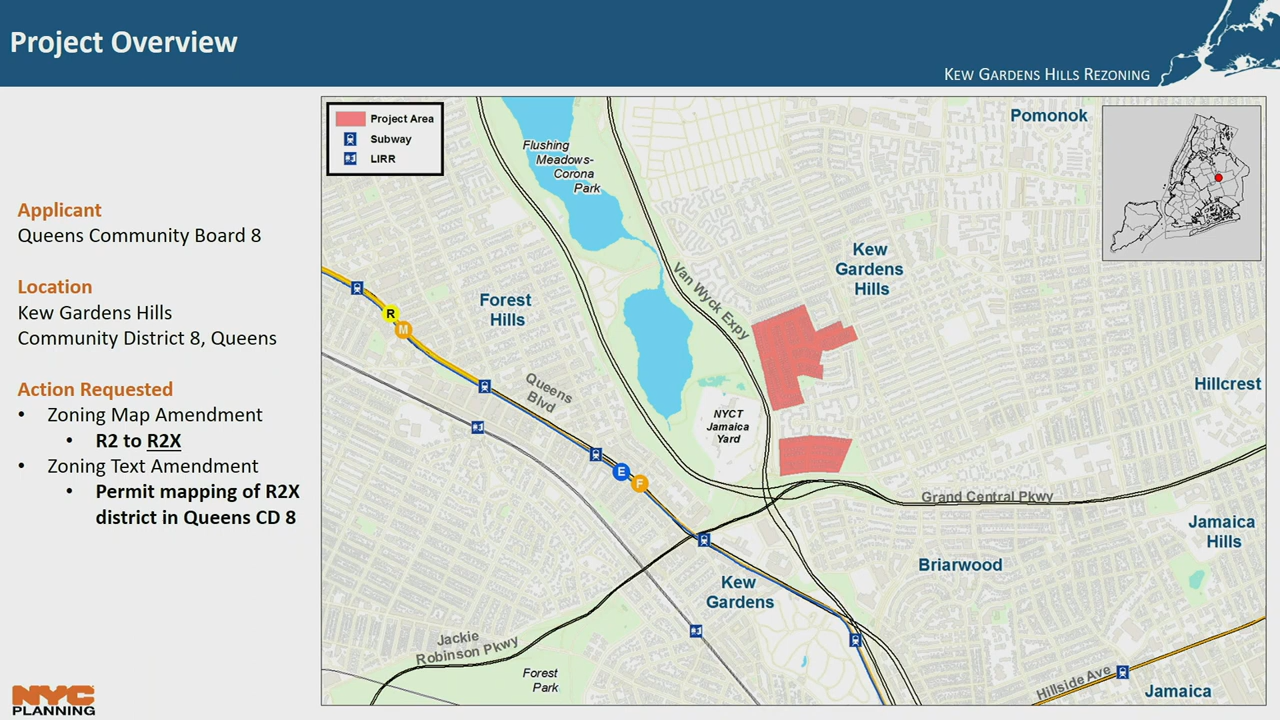 Project Overview
KEW GARDENS HILLS REZONING
Applicant
Queens Community Board 8
Location
Kew Gardens Hills
Community District 8, Queens
Action Requested
• Zoning Map Amendment
• R2 to R2X
• Zoning Text Amendment
• Permit mapping of R2X
district in Queens CD 8
NYC
PLANNING
Project Area
Subway
LIRR
Flushing
Meadows-
Corona
Park
Pomonok
Kew
Gardens
Hills
Van Wyck Expy
Forest
Hills
R
M
Queens
Blvd
NYCT
Jamaica
Yard
Hillcrest
E
F
Grand Central Pkwy
Jamaica
Hills
Briarwood
Kew
Gardens
Jackie
Robinson Pkwy
Forest
Park
Hillside Ave
Jamaica